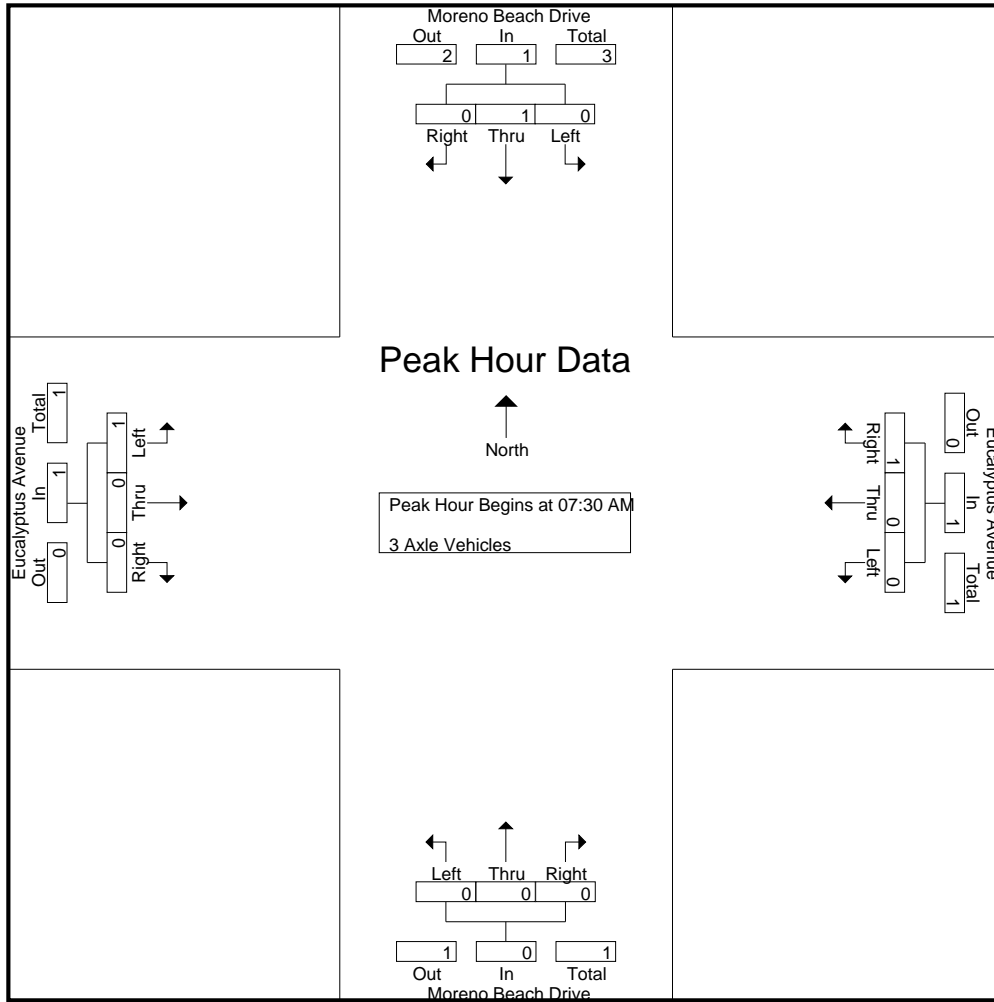 Moreno Beach Drive
Out In Total
2 1 3
0 1 0
Right Thru Left
Peak Hour Data
North
Peak Hour Begins at 07:30 AM
3 Axle Vehicles
Eucalyptus Avenue
Out In Total
0 1 1
Left Thru Right
1 0 0
Eucalyptus Avenue
Out In Total
0 1 1
Right Thru Left
1 0 0
Left Thru Right
0 0 0
1 0 1
Out In Total
Moreno Beach Drive